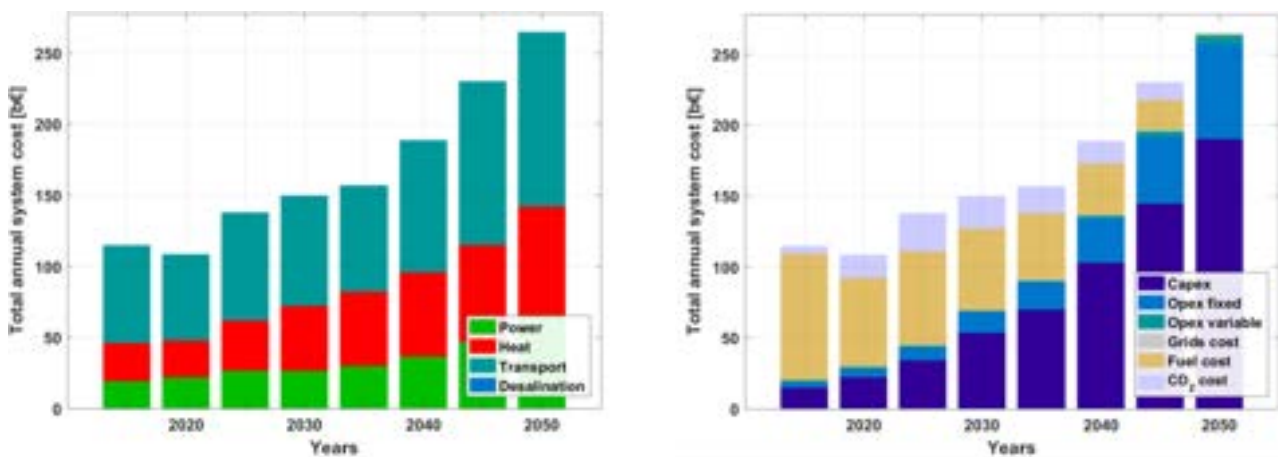 Total annual system cost [b€]
250
200
150
100
50
0
Power
Heat
Transport
Desalination
2020 2030 2040 2050
Years
Total annual system cost [b€]
250
200
150
100
50
0
Capex
Opex fixed
Opex variable
Grids cost
Fuel cost
CO₂ cost
2020 2030 2040 2050
Years